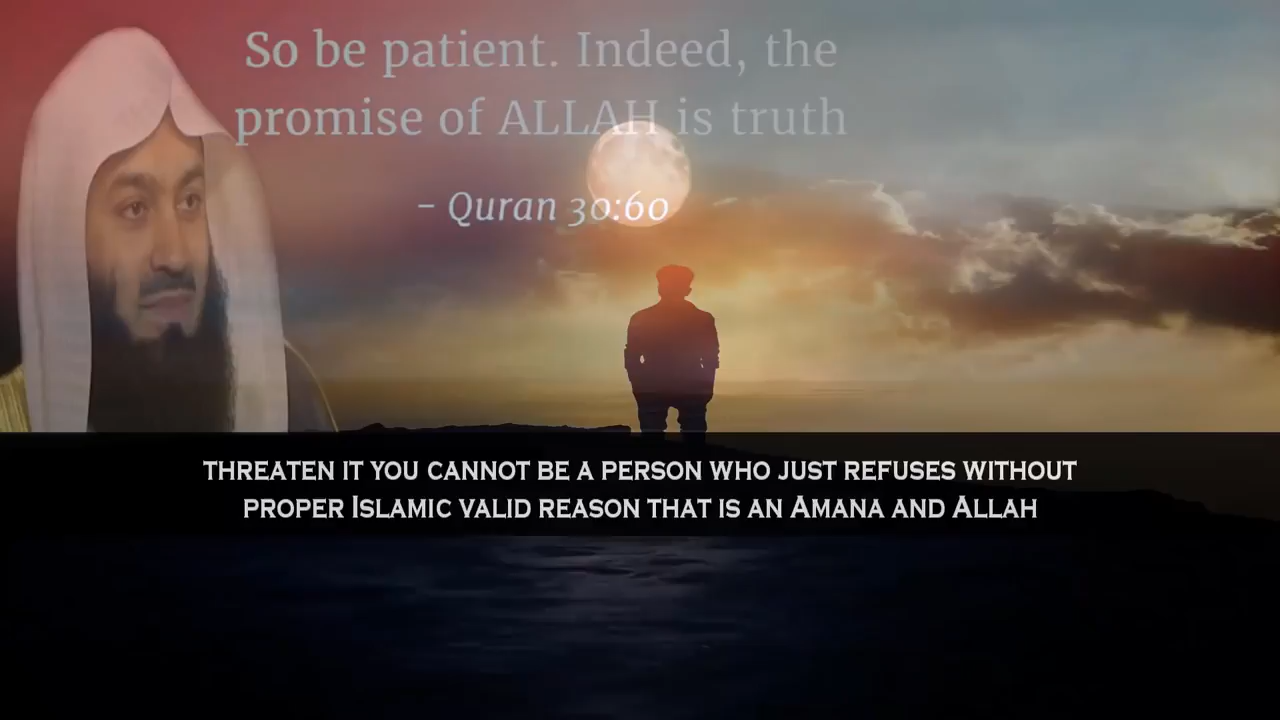 So be patient. Indeed, the
promise of ALLAH is truth
- Quran 30:60
THREATEN IT YOU CANNOT BE A PERSON WHO JUST REFUSES WITHOUT
PROPER ISLAMIC VALID REASON THAT IS AN AMANA AND ALLAH